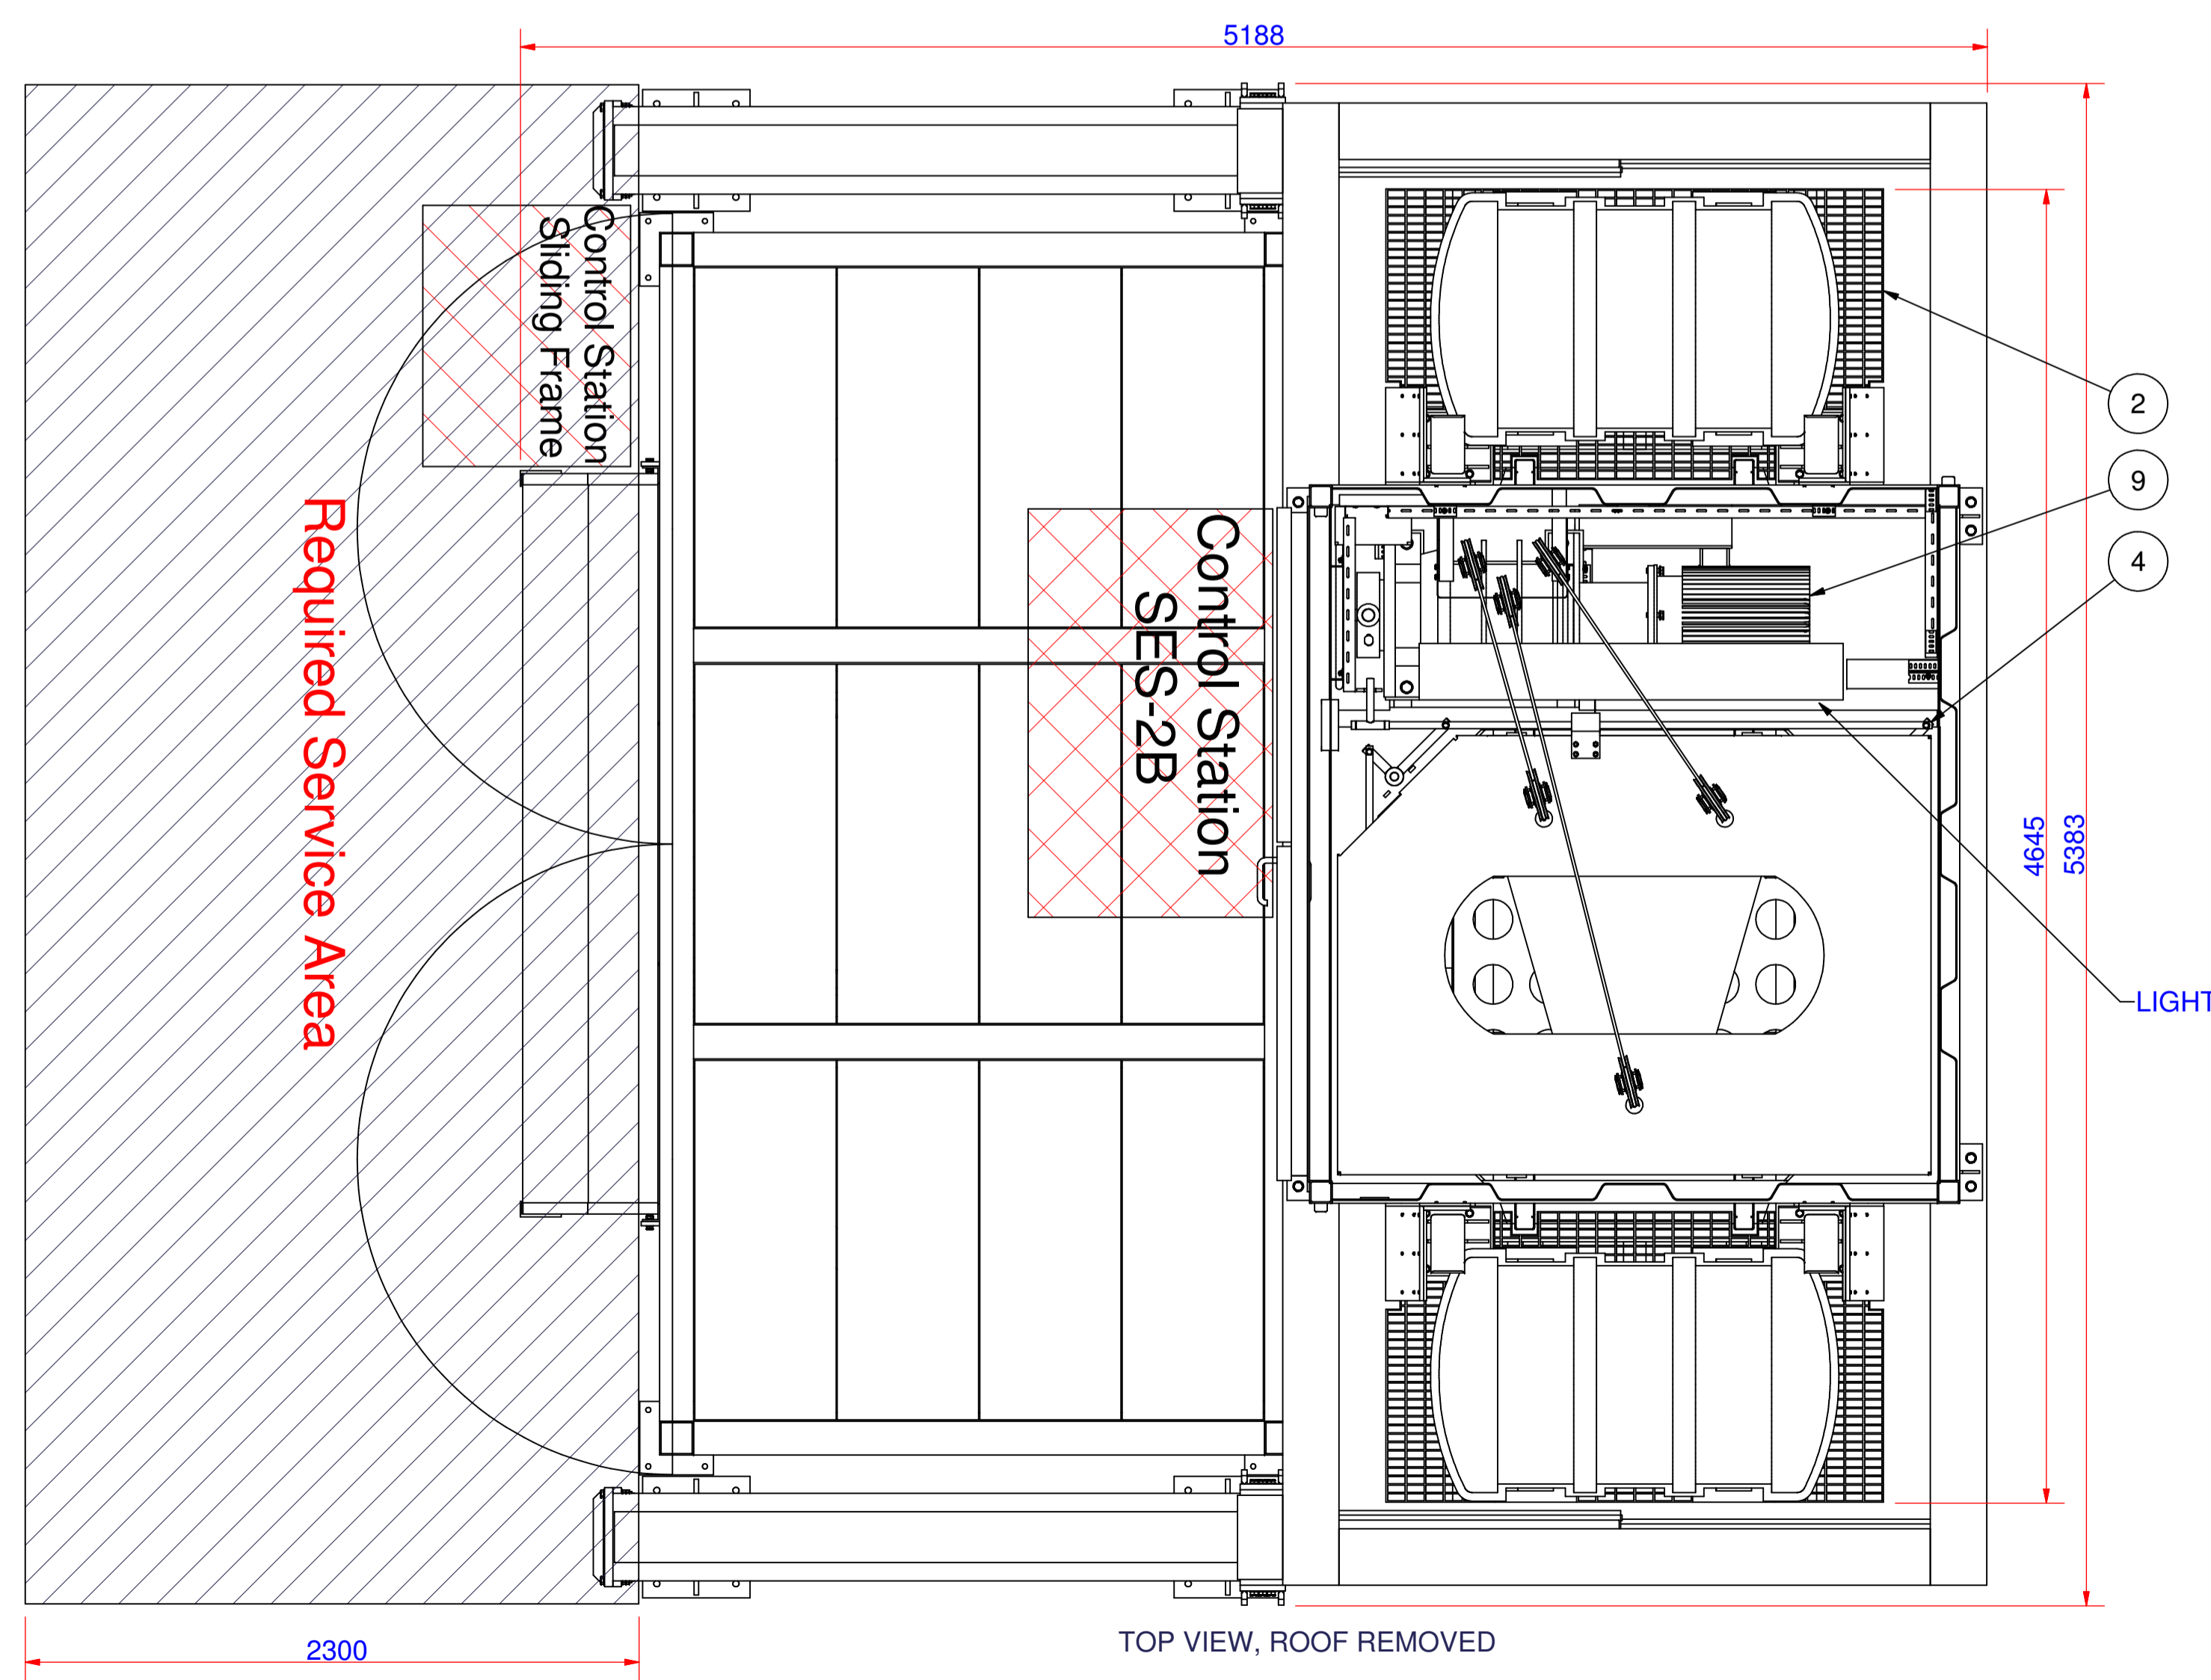 5188
Control Station
Sliding Frame
2
9
4
Control Station
SES-2B
Required Service Area
4645
5383
LIGHT
2300
TOP VIEW, ROOF REMOVED